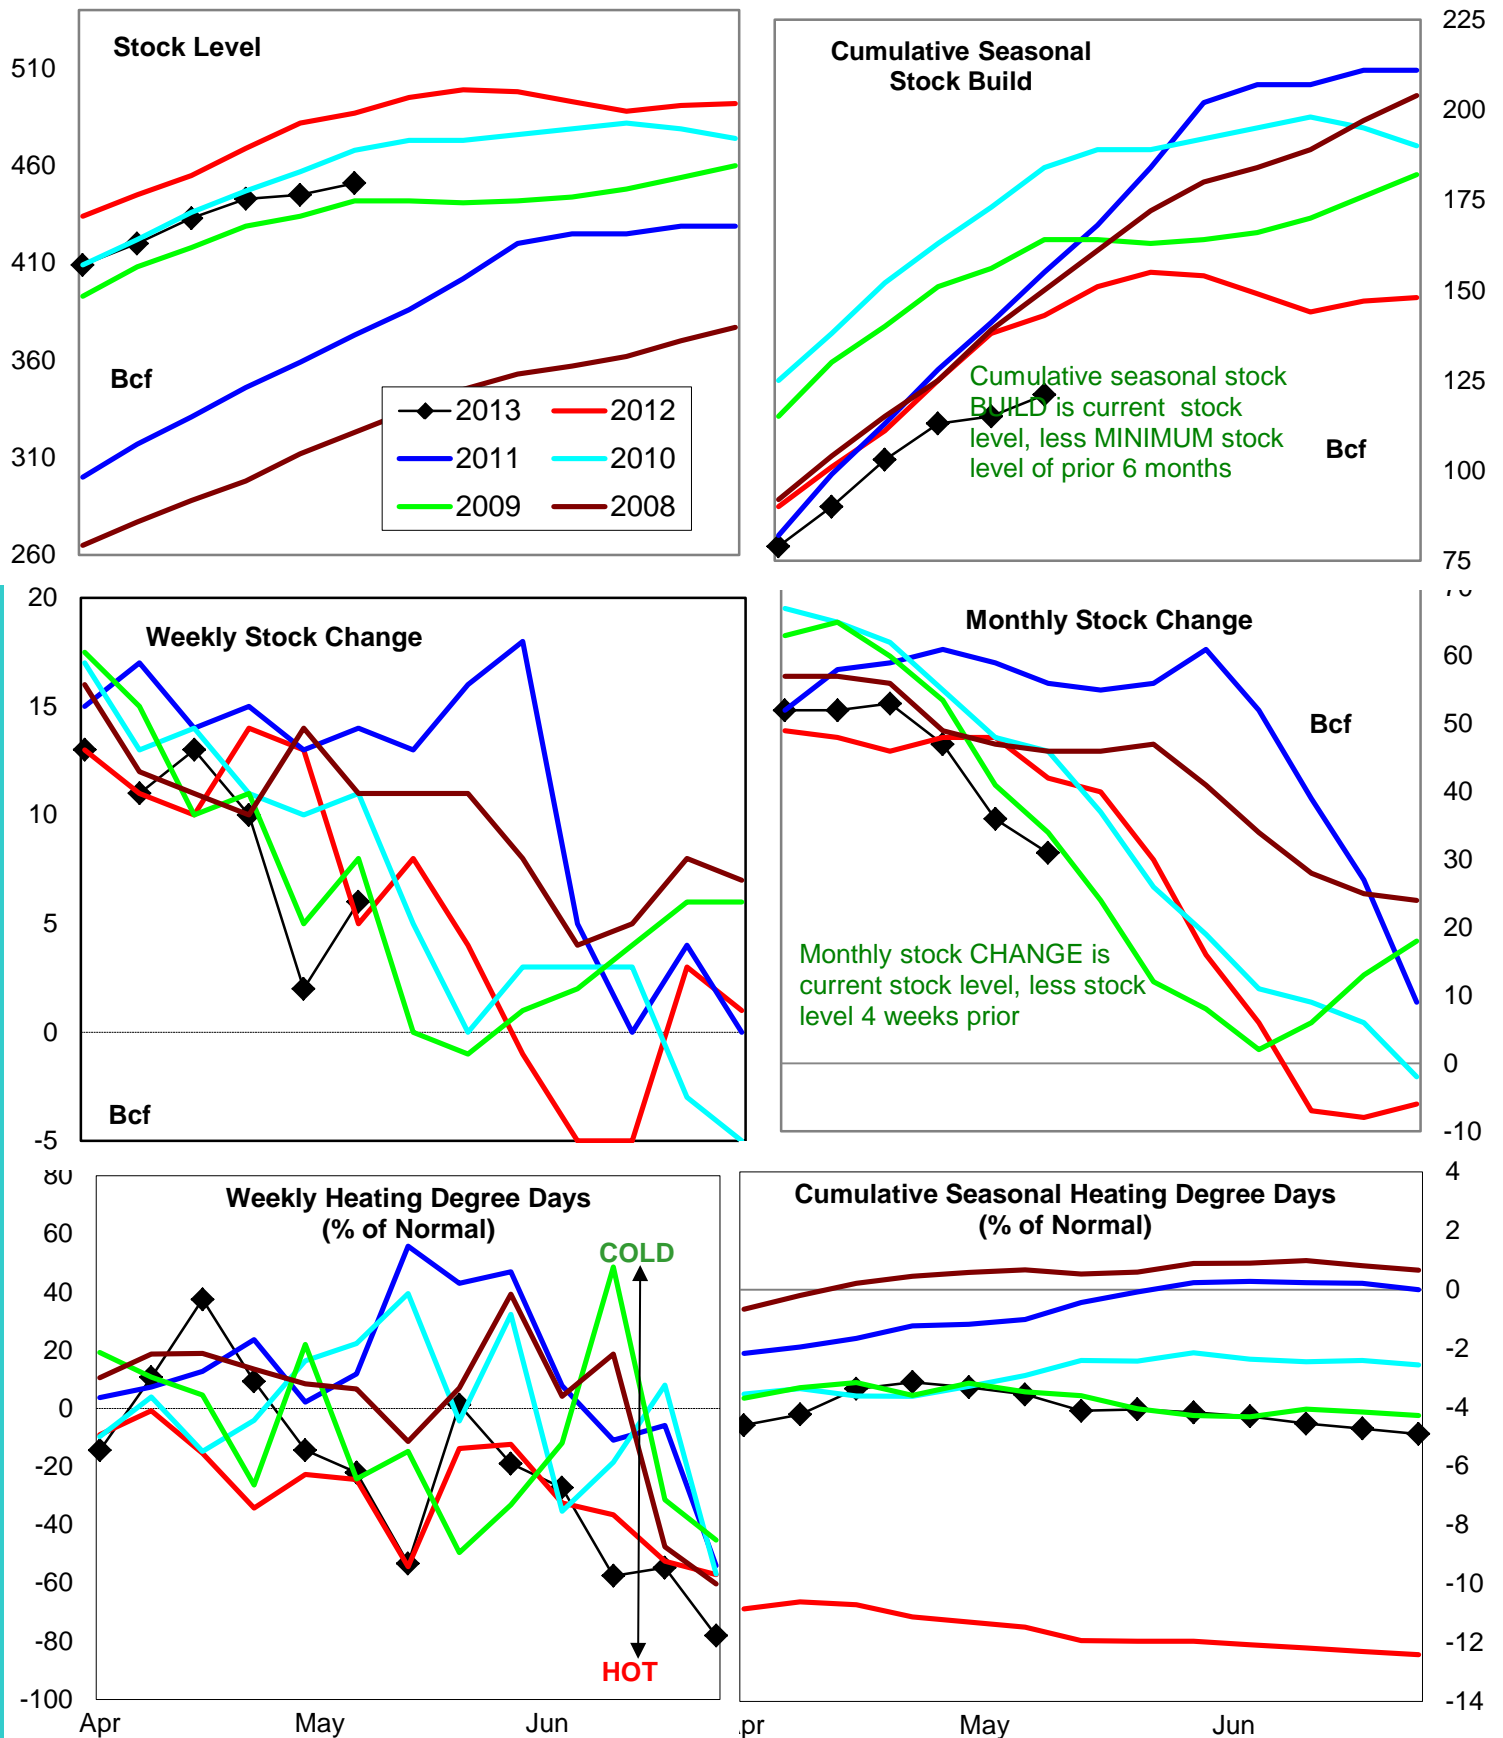 Stock Level
510
460
410
360
310
260
Bcf
2013
2012
2011
2010
2009
2008
Cumulative Seasonal
Stock Build
225
200
175
150
125
100
75
Cumulative seasonal stock
BUILD is current stock
level, less MINIMUM stock
level of prior 6 months
Bcf
Weekly Stock Change
20
15
10
5
0
-5
Bcf
Monthly Stock Change
70
60
50
40
30
20
10
0
-10
Bcf
Monthly stock CHANGE is
current stock level, less stock
level 4 weeks prior
Weekly Heating Degree Days
(% of Normal)
80
60
40
20
0
-20
-40
-60
-80
-100
COLD
HOT
Apr
May
Jun
Cumulative Seasonal Heating Degree Days
(% of Normal)
4
2
0
-2
-4
-6
-8
-10
-12
-14
pr
May
Jun